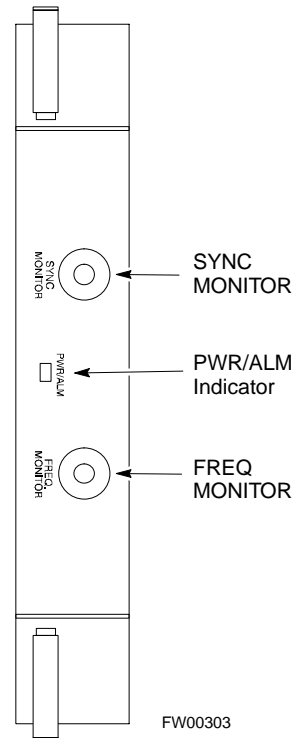 SYNC
MONITOR
SYNC
MONITOR
PWR/ALM
PWR/ALM
Indicator
FREQ.
MONITOR
FREQ
MONITOR
FW00303